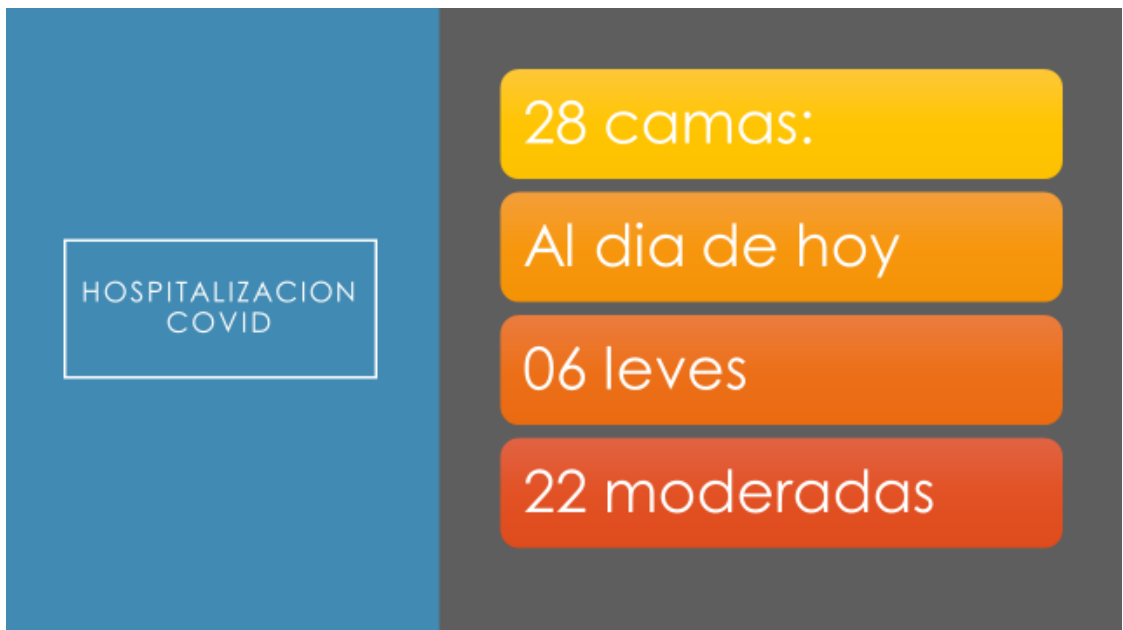 HOSPITALIZACION
COVID
28 camas:
Al dia de hoy
06 leves
22 moderadas